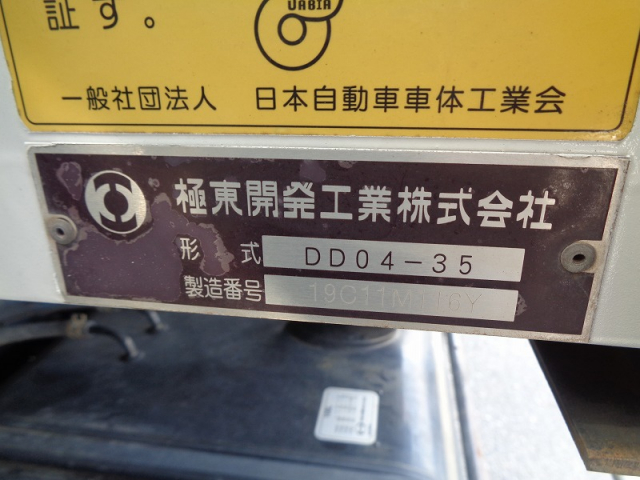 証す。
JABIA
一般社団法人 日本自動車車体工業会
極東開発工業株式会社
形 式 DD04-35
製造番号